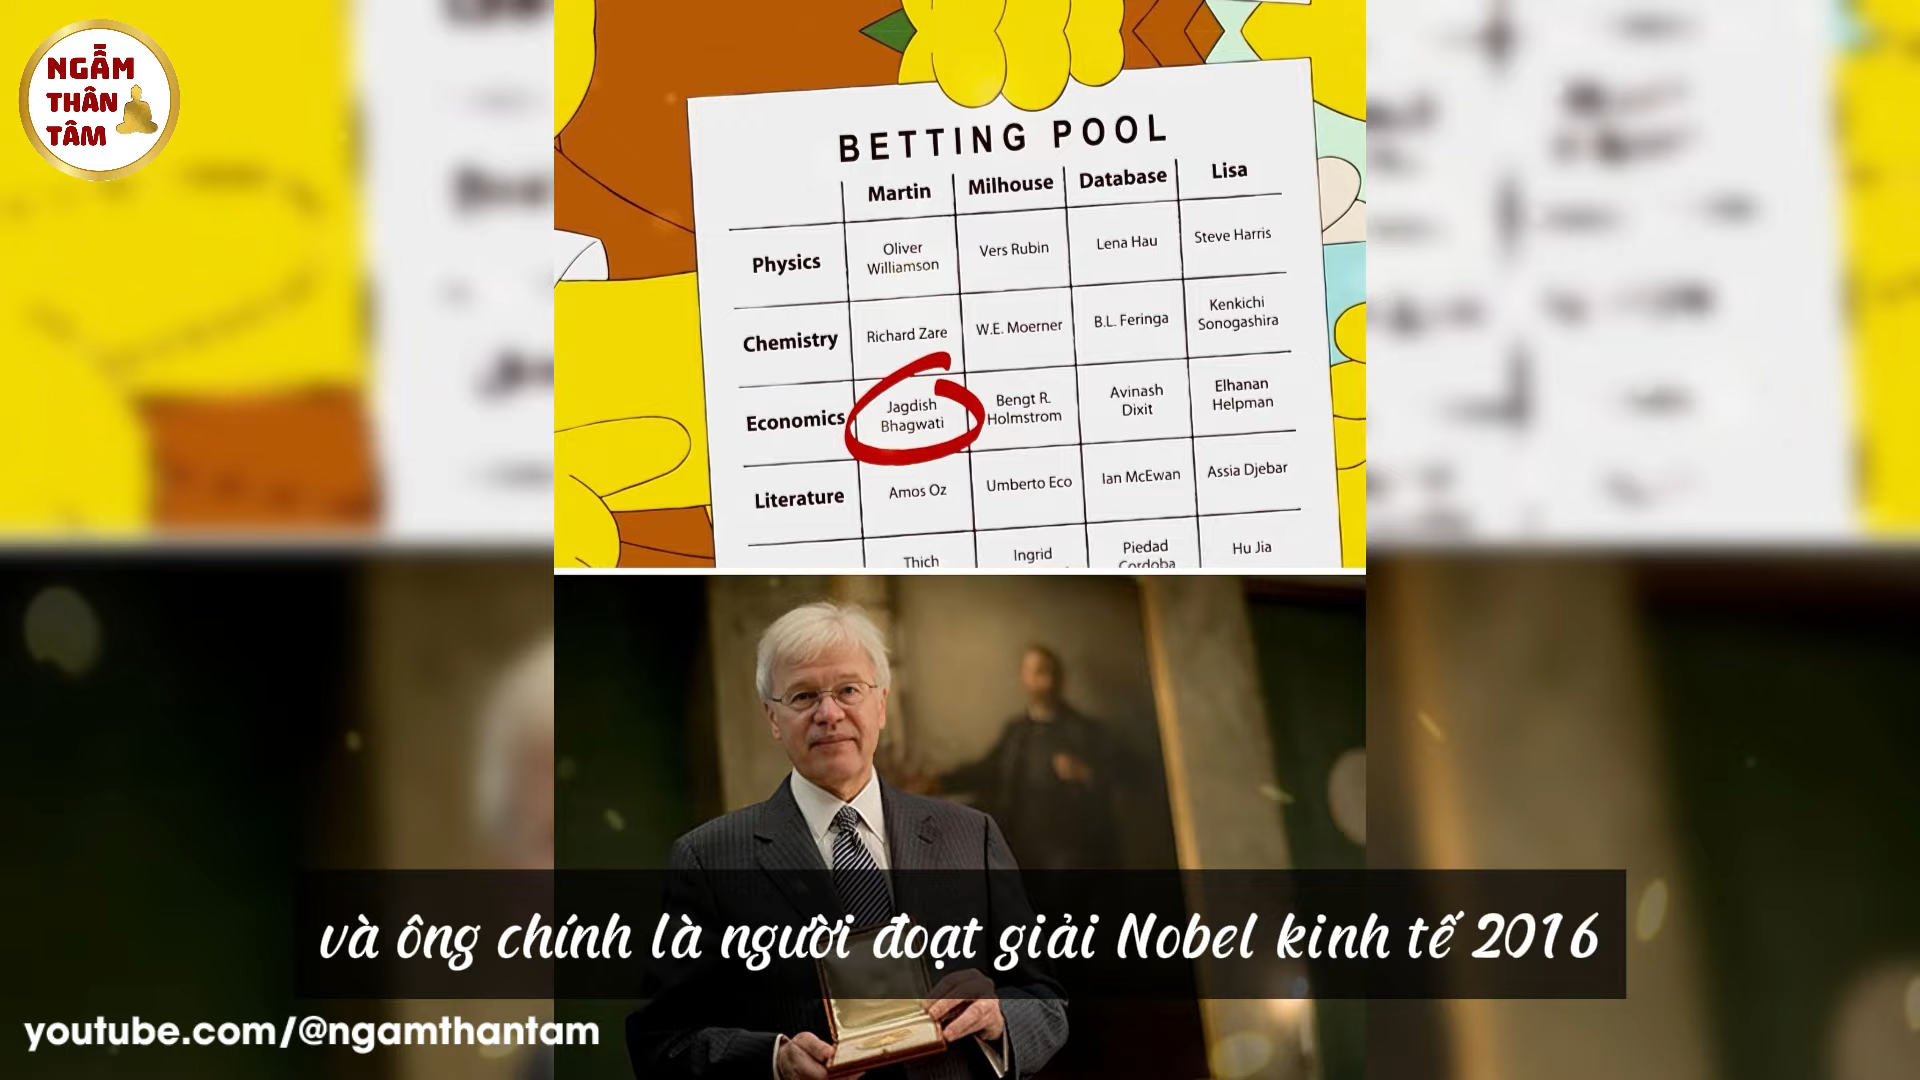 NGẪM
THÂN
TÂM
BETTING POOL
Martin Milhouse Database Lisa
Physics Oliver Williamson Vers Rubin Lena Hau Steve Harris
Chemistry Richard Zare W.E. Moerner B.L. Feringa Kenkichi Sonogashira
Economics Jagdish Bhagwati Bengt R. Holmstrom Avinash Dixit Elhanan Helpman
Literature Amos Oz Umberto Eco Ian McEwan Assia Djebar
Thich Ingrid Piedad Cordoba Hu Jia
và ông chính là người đoạt giải Nobel kinh tế 2016
youtube.com/@ngamthantam